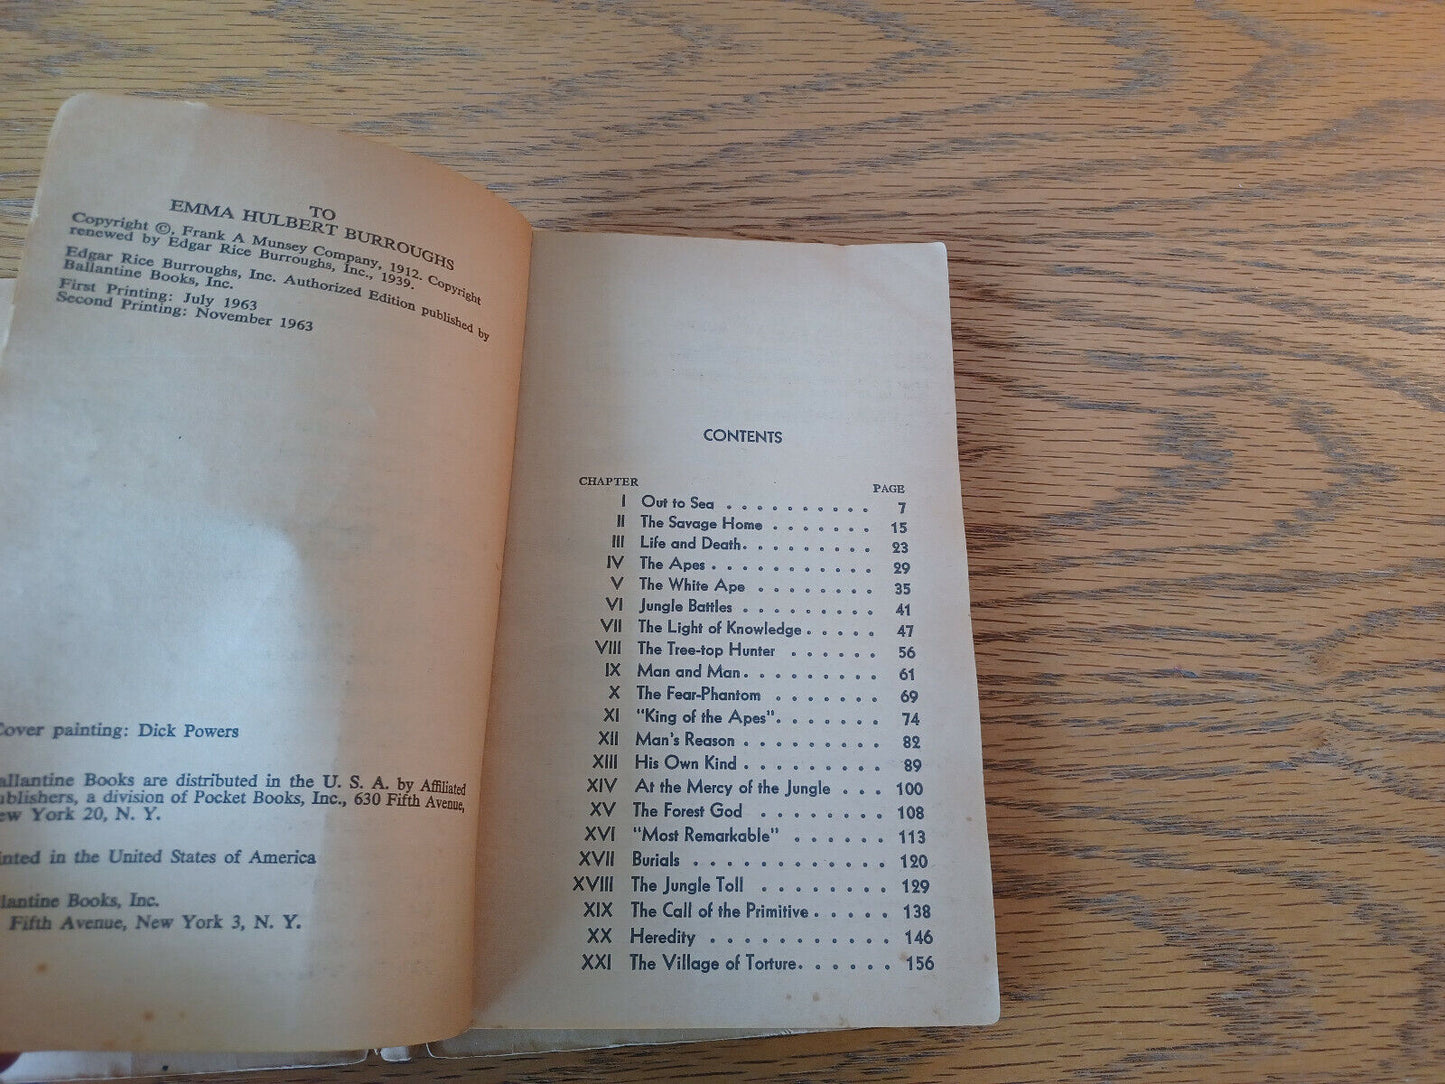 TO
EMMA HULBERT BURROUGHS
Copyright ©, Frank A Munsey Company, 1912. Copyright
renewed by Edgar Rice Burroughs, Inc., 1939.
Edgar Rice Burroughs, Inc. Authorized Edition published by
Ballantine Books, Inc.
First Printing: July 1963
Second Printing: November 1963
Cover painting: Dick Powers
allantine Books are distributed in the U. S. A. by Affiliated
ublishers, a division of Pocket Books, Inc., 630 Fifth Avenue,
ew York 20, N. Y.
inted in the United States of America
llantine Books, Inc.
Fifth Avenue, New York 3, N. Y.
CONTENTS
CHAPTER PAGE
I Out to Sea . . . . . . . . . . 7
II The Savage Home . . . . . . . 15
III Life and Death. . . . . . . . . 23
IV The Apes . . . . . . . . . . . 29
V The White Ape . . . . . . . . 35
VI Jungle Battles . . . . . . . . . 41
VII The Light of Knowledge . . . . . 47
VIII The Tree-top Hunter . . . . . . 56
IX Man and Man. . . . . . . . . 61
X The Fear-Phantom . . . . . . . 69
XI "King of the Apes". . . . . . . 74
XII Man's Reason . . . . . . . . . 82
XIII His Own Kind . . . . . . . . . 89
XIV At the Mercy of the Jungle . . . 100
XV The Forest God . . . . . . . . 108
XVI "Most Remarkable" . . . . . . 113
XVII Burials . . . . . . . . . . . . 120
XVIII The Jungle Toll . . . . . . . . 129
XIX The Call of the Primitive . . . . . 138
XX Heredity . . . . . . . . . . . 146
XXI The Village of Torture. . . . . . 156